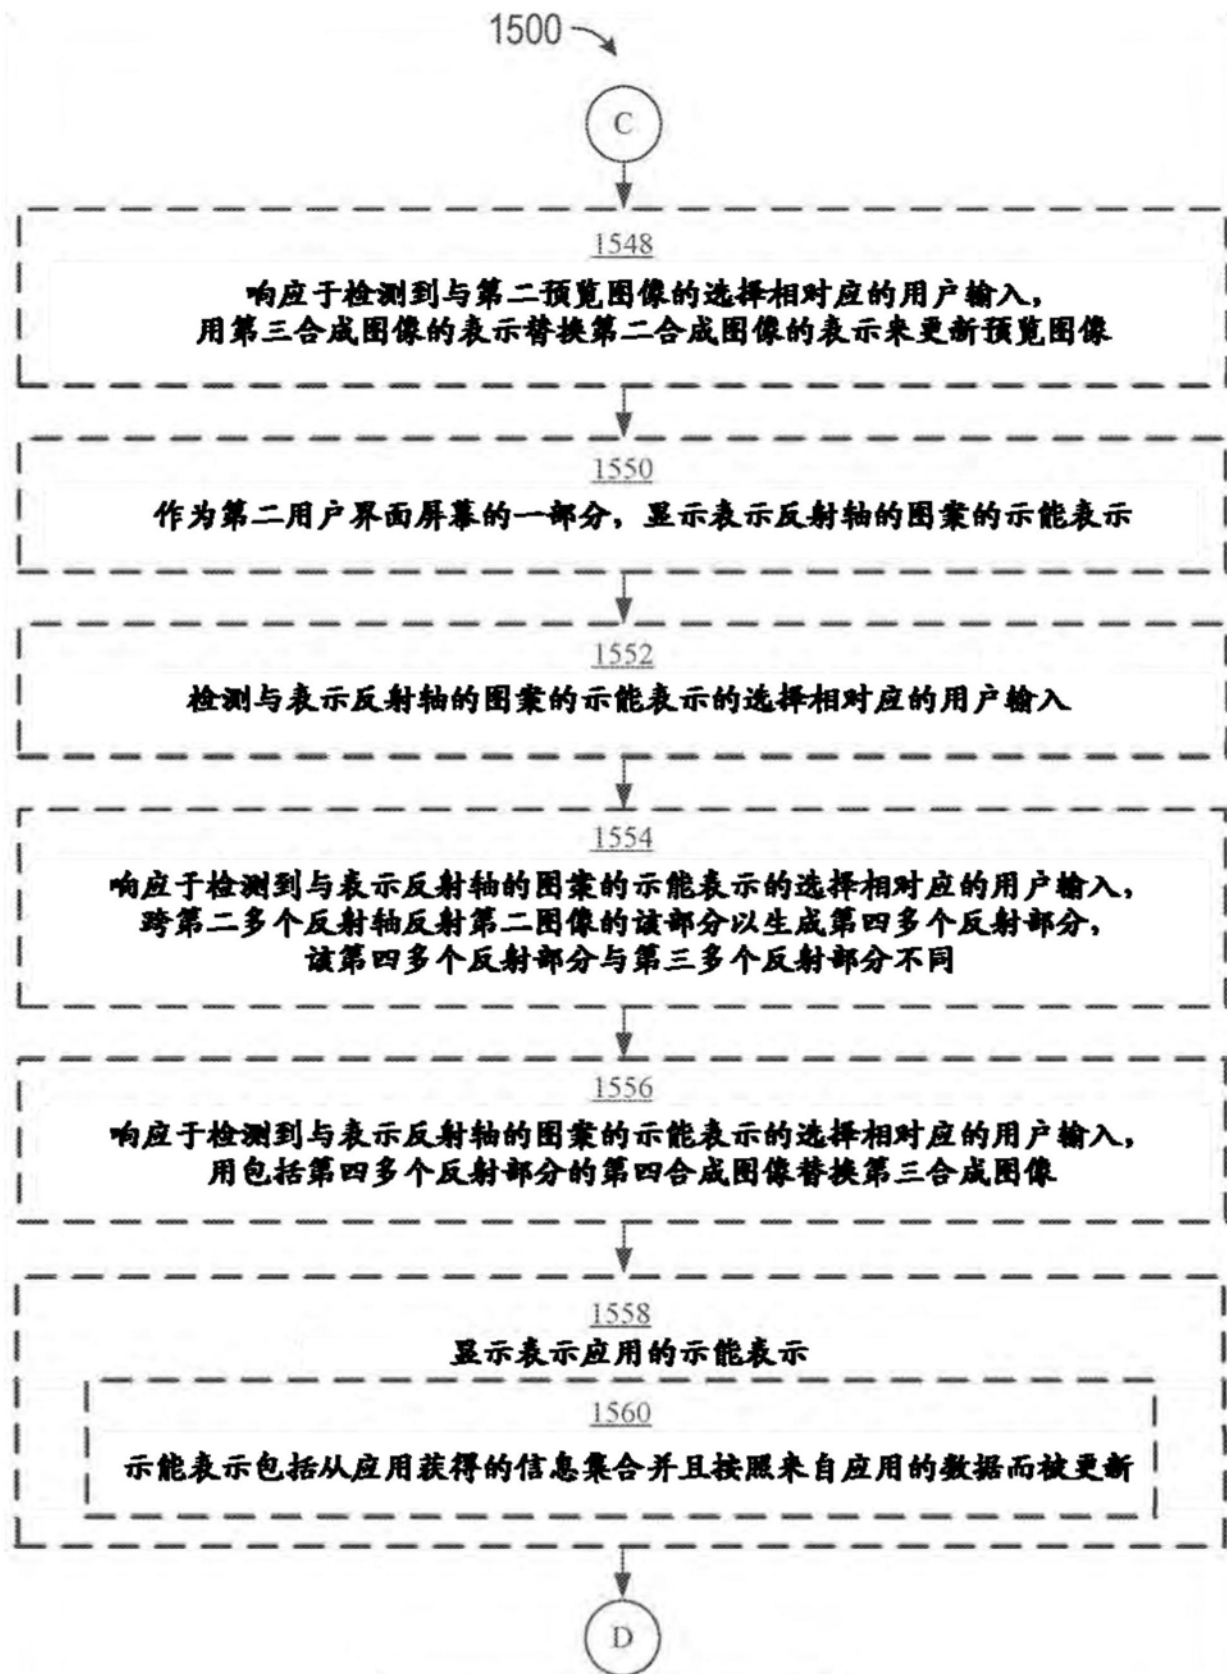 1500
C
1548
响应于检测到与第二预览图像的选择相对应的用户输入，
用第三合成图像的表示替换第二合成图像的表示来更新预览图像
1550
作为第二用户界面屏幕的一部分，显示表示反射轴的图案的示能表示
1552
检测与表示反射轴的图案的示能表示的选择相对应的用户输入
1554
响应于检测到与表示反射轴的图案的示能表示的选择相对应的用户输入，
跨第二多个反射轴反射第二图像的该部分以生成第四多个反射部分，
该第四多个反射部分与第三多个反射部分不同
1556
响应于检测到与表示反射轴的图案的示能表示的选择相对应的用户输入，
用包括第四多个反射部分的第四合成图像替换第三合成图像
1558
显示表示应用的示能表示
1560
示能表示包括从应用获得的信息集合并且按照来自应用的数据而被更新
D